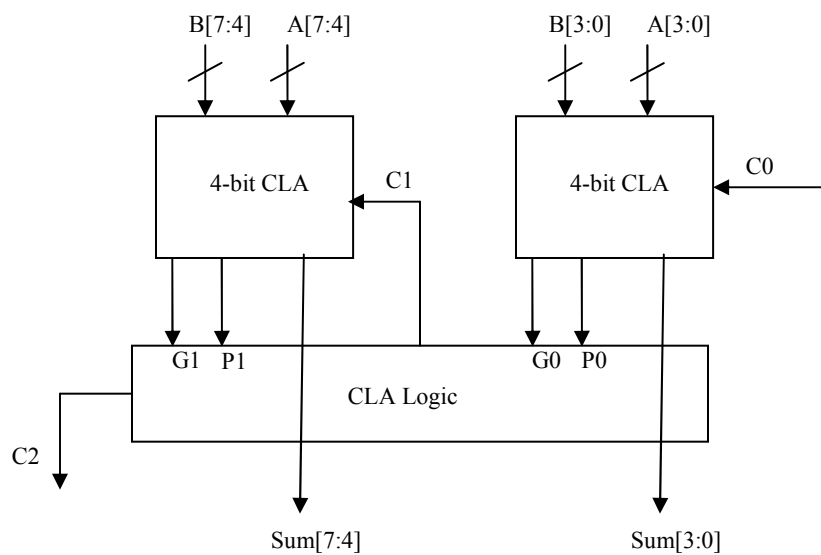 B[7:4] A[7:4] B[3:0] A[3:0]
4-bit CLA C1 4-bit CLA C0
G1 P1 G0 P0
CLA Logic
C2
Sum[7:4] Sum[3:0]